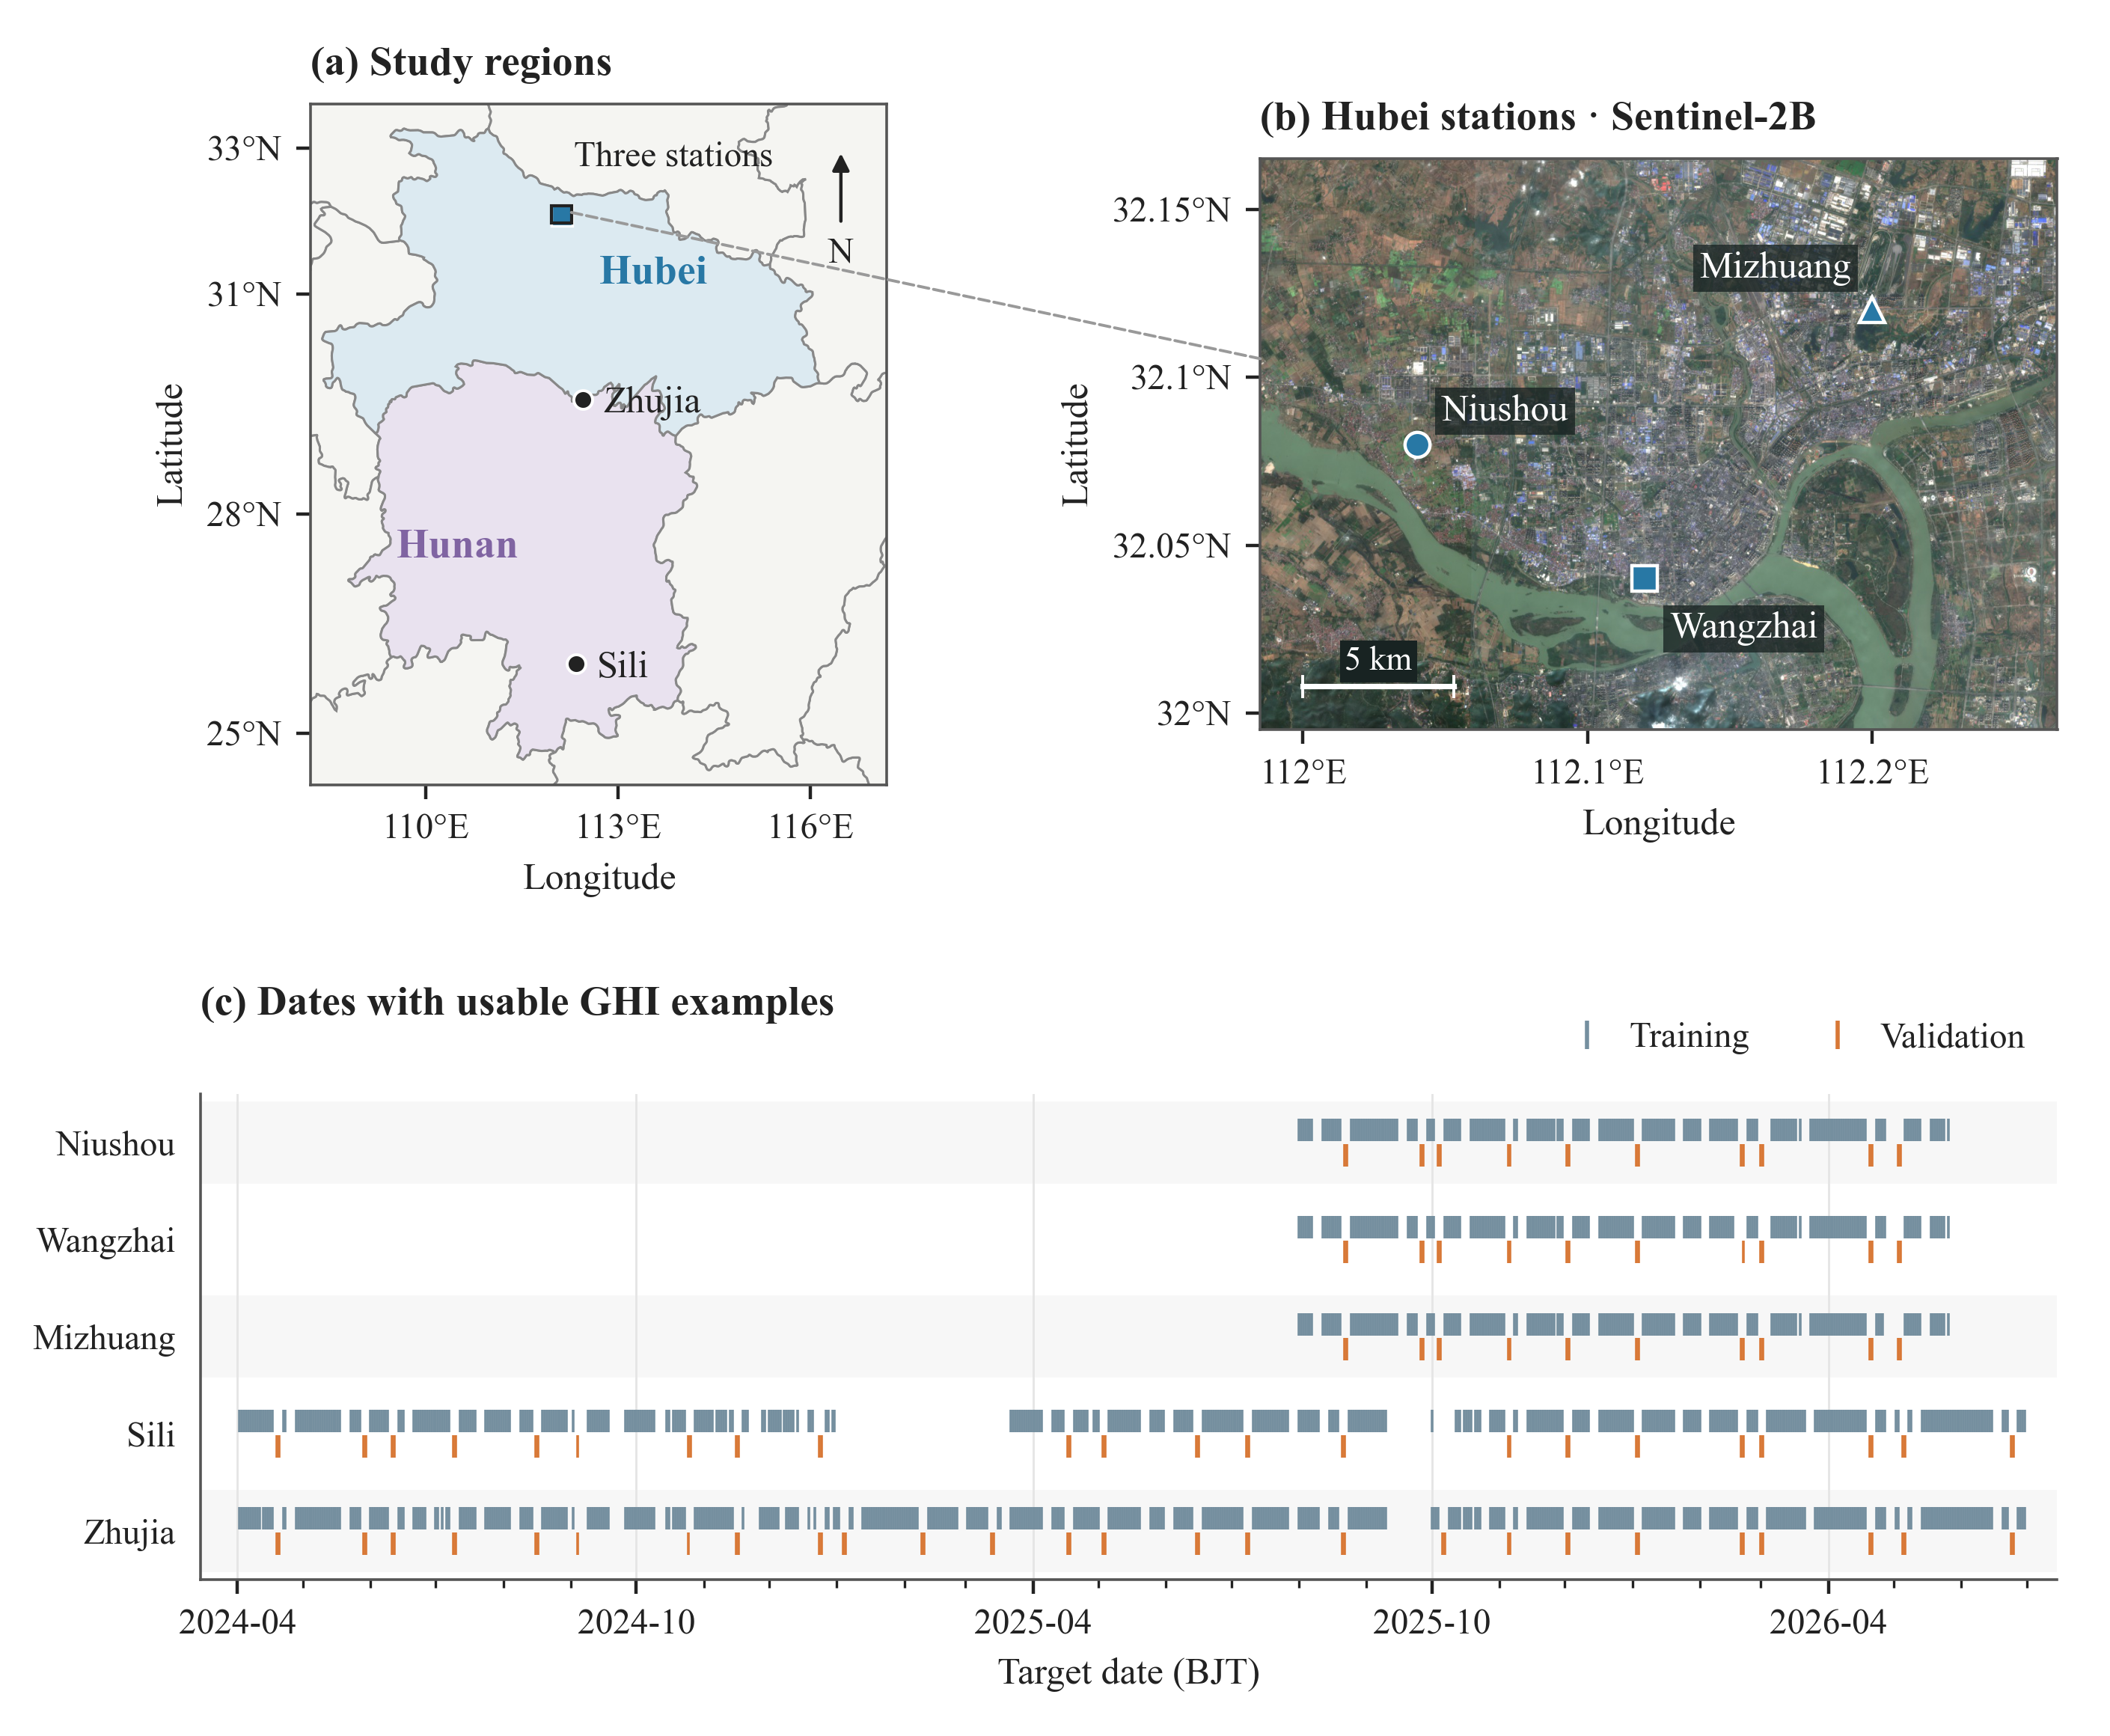 (a) Study regions
33°N
31°N
28°N
25°N
Latitude
Three stations
N
Hubei
Zhujia
Hunan
Sili
110°E 113°E 116°E
Longitude
(b) Hubei stations · Sentinel-2B
32.15°N
32.1°N
32.05°N
32°N
Latitude
Mizhuang
Niushou
Wangzhai
5 km
112°E 112.1°E 112.2°E
Longitude
(c) Dates with usable GHI examples
Training Validation
Niushou
Wangzhai
Mizhuang
Sili
Zhujia
2024-04 2024-10 2025-04 2025-10 2026-04
Target date (BJT)